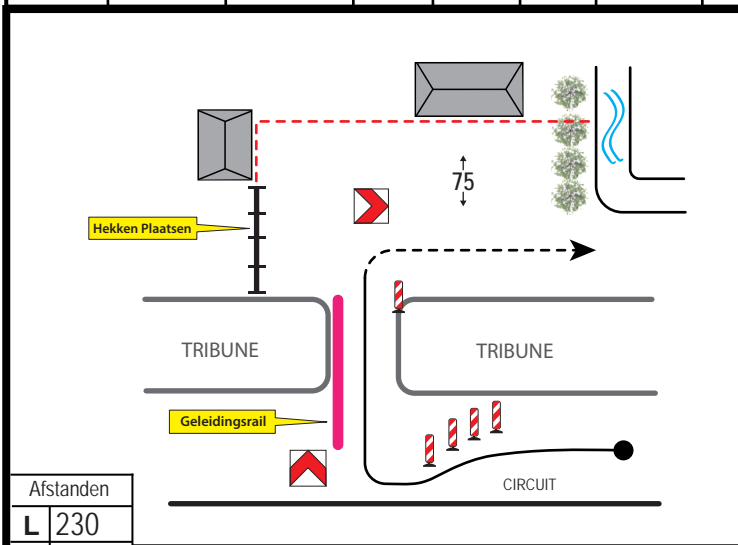 75
Hekken Plaatsen
TRIBUNE
TRIBUNE
Geleidingsrail
CIRCUIT
Afstanden
L 230